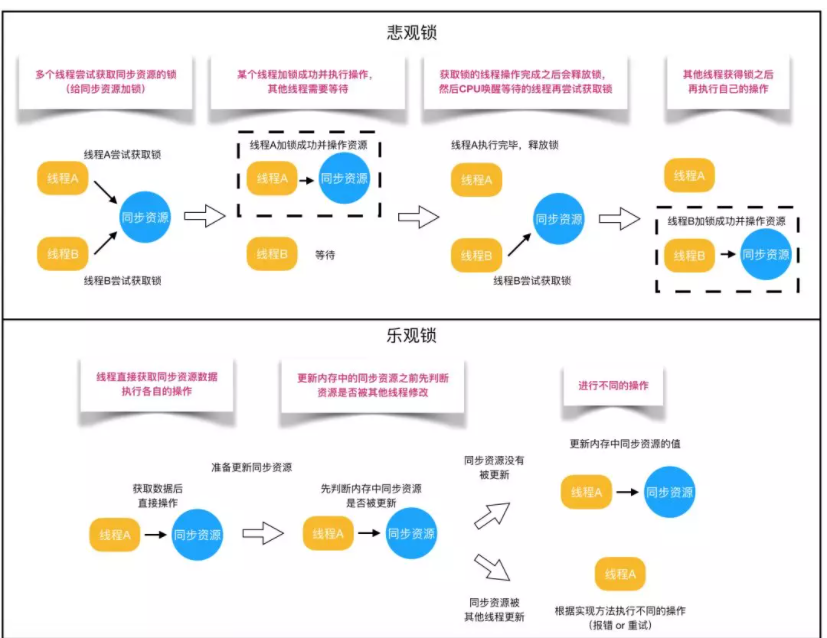 悲观锁
多个线程尝试获取同步资源的锁
（给同步资源加锁）
某个线程加锁成功并执行操作，
其他线程需要等待
获取锁的线程操作完成之后会释放锁，
然后CPU唤醒等待的线程再尝试获取锁
其他线程获得锁之后
再执行自己的操作
线程A尝试获取锁
线程A
同步资源
线程B
线程B尝试获取锁
线程A加锁成功并操作资源
线程A
同步资源
线程B
等待
线程A执行完毕，释放锁
线程A
同步资源
线程B
线程B尝试获取锁
线程A
线程B加锁成功并操作资源
线程B
同步资源
乐观锁
线程直接获取同步资源数据
执行各自的操作
更新内存中的同步资源之前先判断
资源是否被其他线程修改
进行不同的操作
获取数据后
直接操作
线程A
同步资源
准备更新同步资源
先判断内存中同步资源
是否被更新
线程A
同步资源
同步资源没有
被更新
更新内存中同步资源的值
线程A
同步资源
同步资源被
其他线程更新
线程A
根据实现方法执行不同的操作
（报错 or 重试）